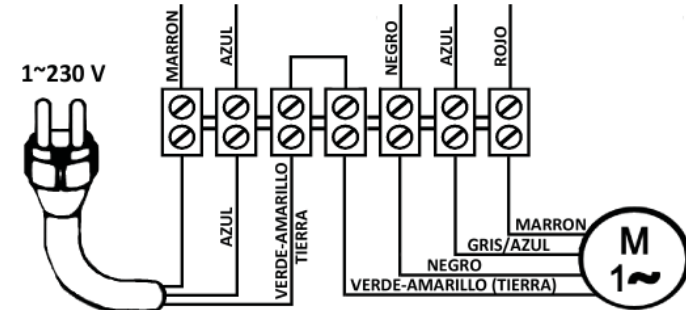 MARRON
AZUL
NEGRO
AZUL
ROJO
1~230 V
AZUL
VERDE-AMARILLO
TIERRA
MARRON
GRIS/AZUL
NEGRO
VERDE-AMARILLO (TIERRA)
M
1~